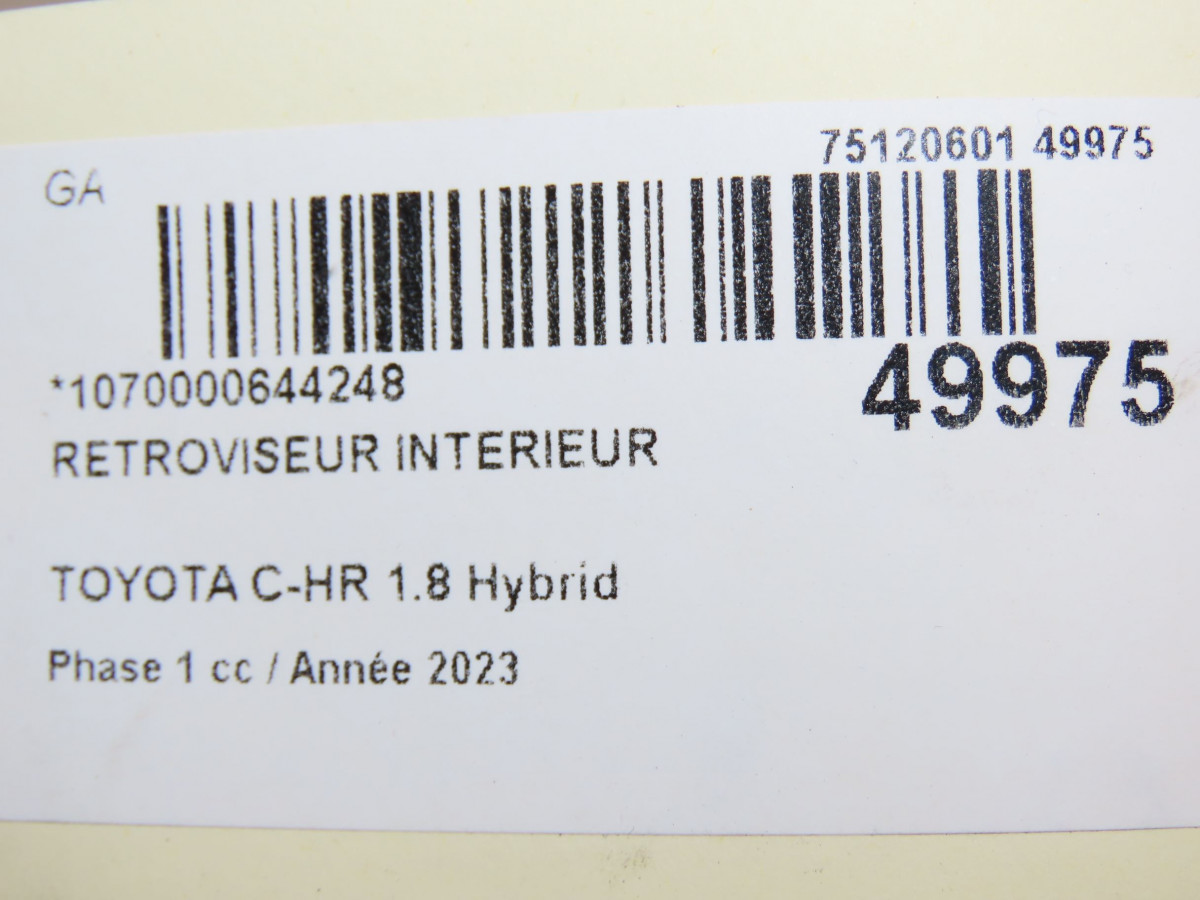 75120601 49975
GA
*1070000644248
49975
RETROVISEUR INTERIEUR
TOYOTA C-HR 1.8 Hybrid
Phase 1 cc / Année 2023